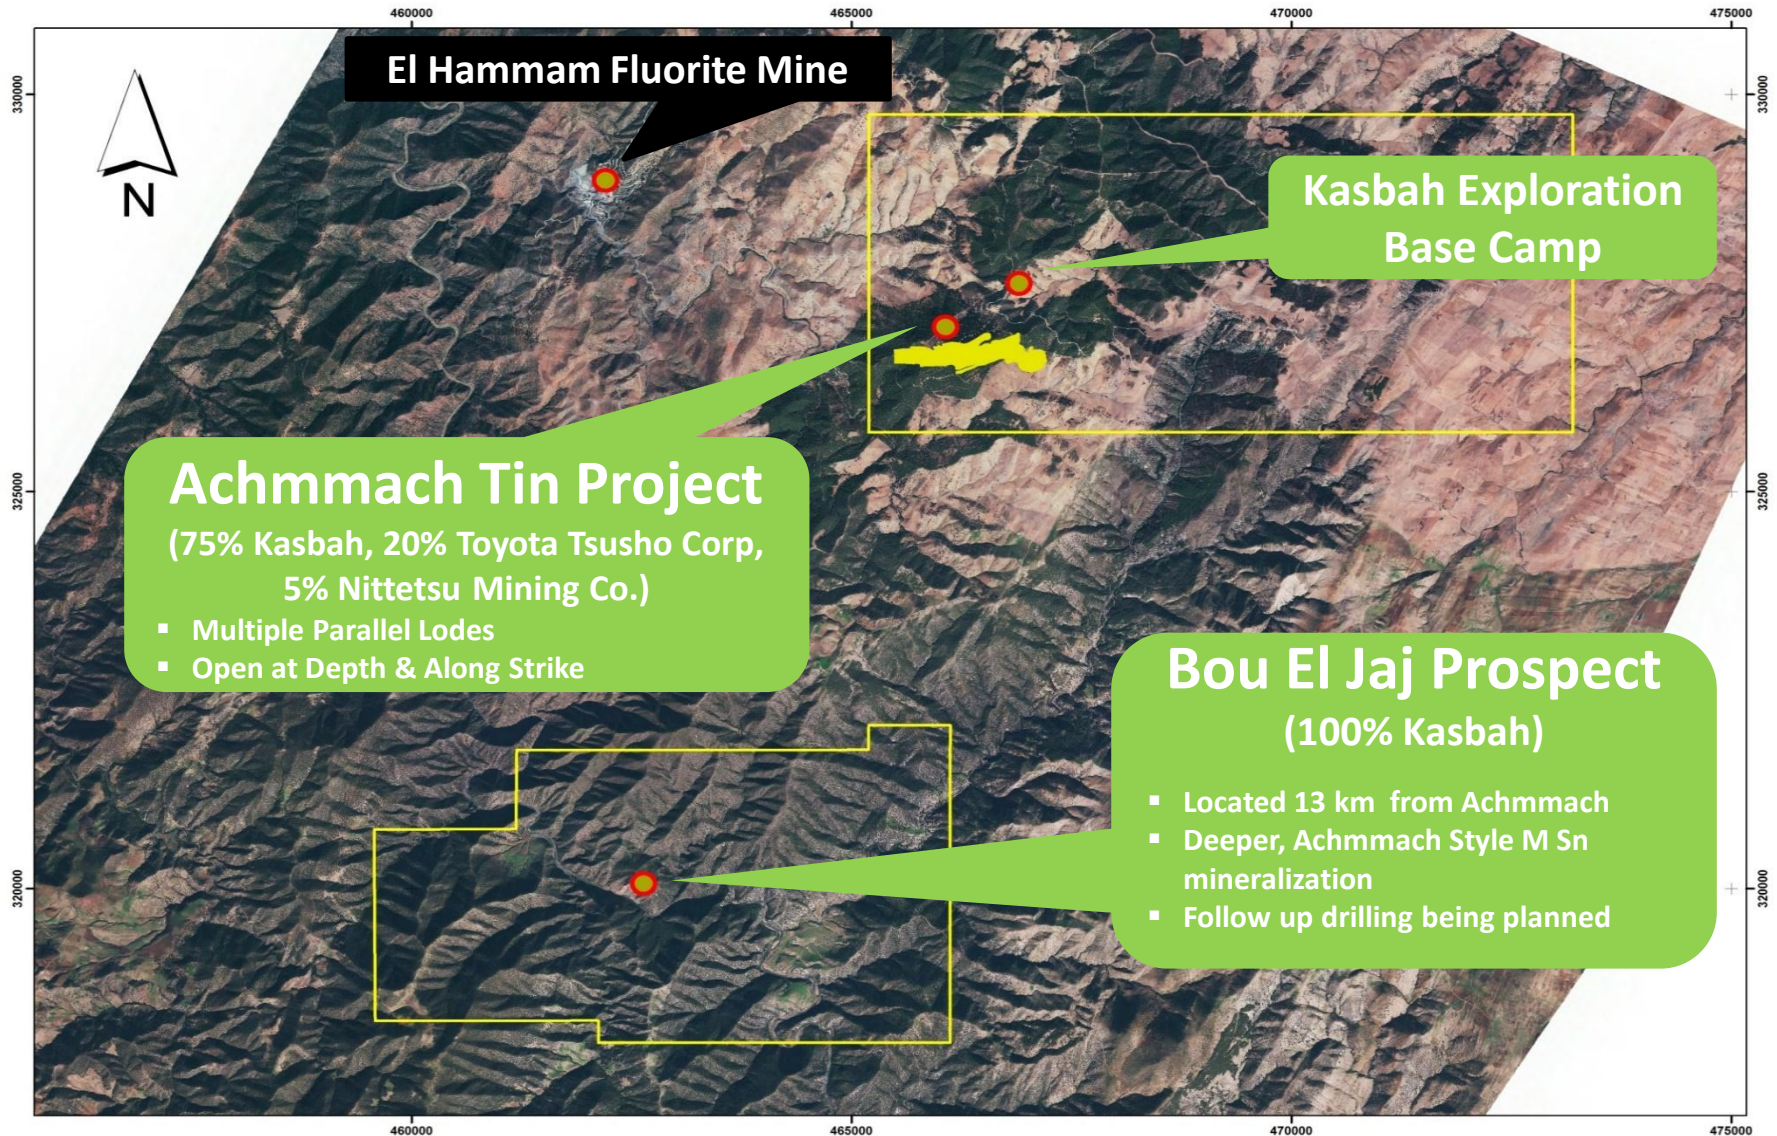 460000
465000
470000
475000
El Hammam Fluorite Mine
330000
330000
N
Kasbah Exploration
Base Camp
Achmmach Tin Project
(75% Kasbah, 20% Toyota Tsusho Corp,
5% Nittetsu Mining Co.)
▪ Multiple Parallel Lodes
▪ Open at Depth & Along Strike
325000
325000
Bou El Jaj Prospect
(100% Kasbah)
▪ Located 13 km from Achmmach
▪ Deeper, Achmmach Style M Sn
mineralization
▪ Follow up drilling being planned
320000
320000
460000
465000
470000
475000